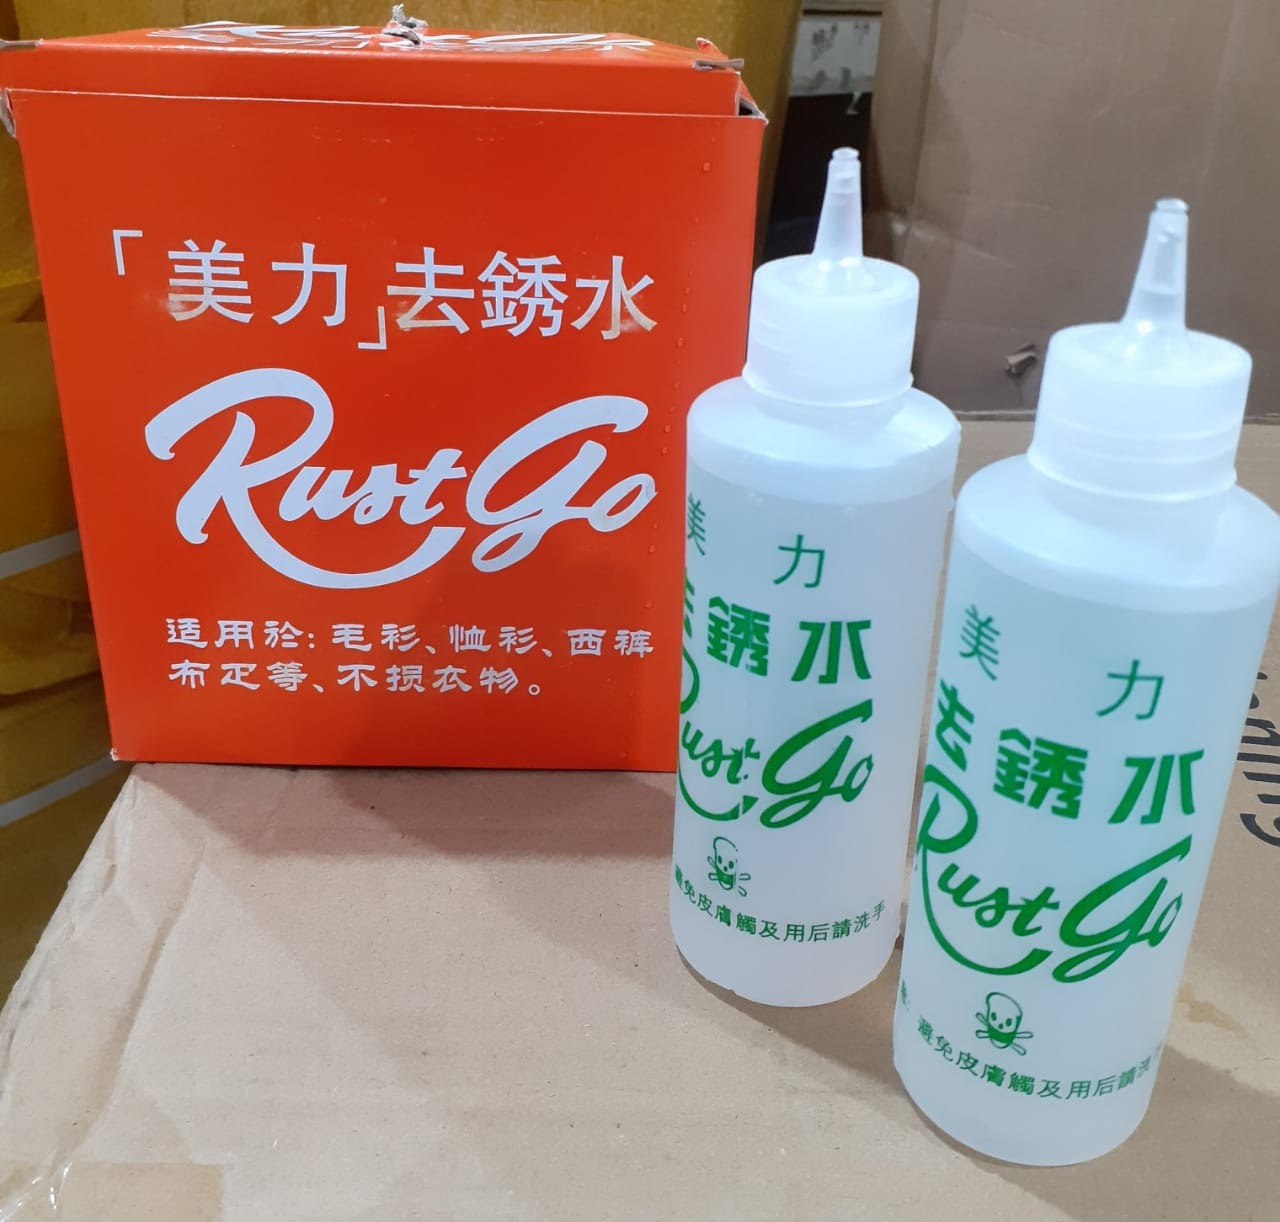 「美力」去銹水
Rust Go
适用於：毛衫、恤衫、西裤
布疋等、不损衣物。
美 力
去銹水
Rust Go
避免皮膚觸及用后請洗手
美 力
去銹水
Rust Go
避免皮膚觸及用后請洗